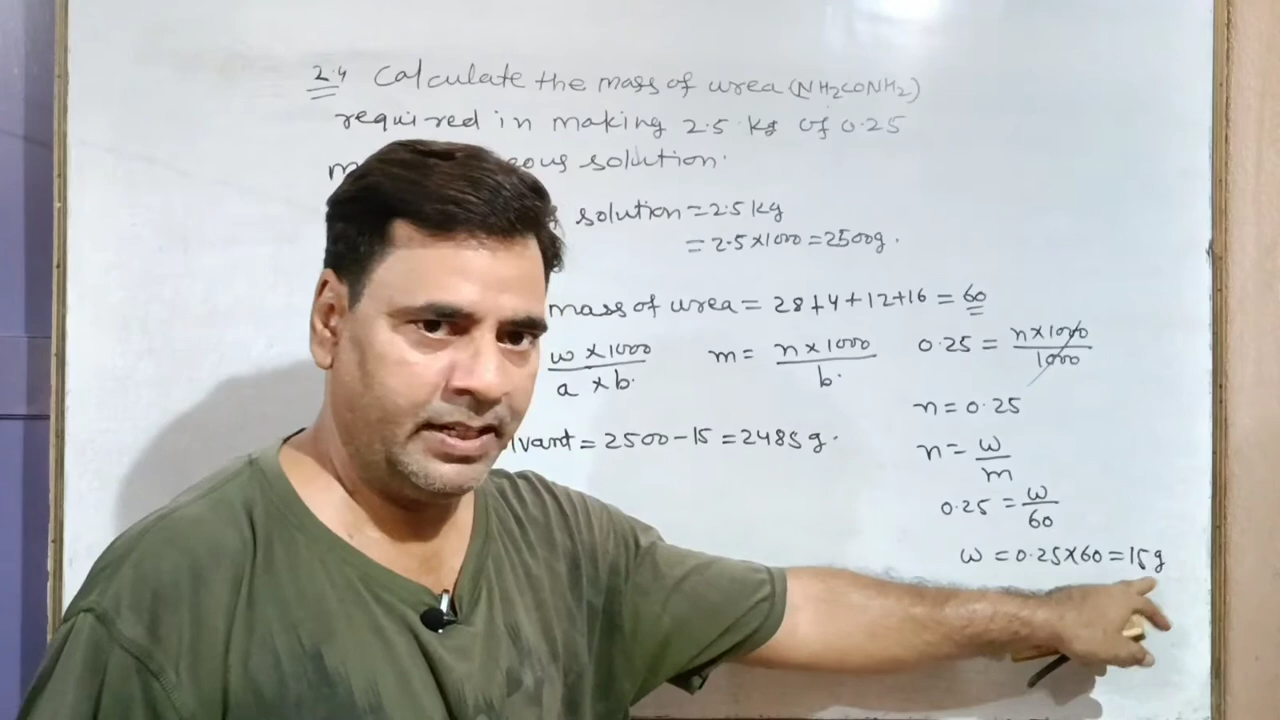 2.4 Calculate the mass of urea (NH2CONH2)
required in making 2.5 kg of 0.25
solution.
solution = 2.5 kg
= 2.5 × 1000 = 2500g.
mass of urea = 28+4+12+16 = 60
w × 1000 / a × b. m = n × 1000 / b. 0.25 = n × 1000 / 1000
n = 0.25
= 2500 - 15 = 2485 g.
n = w / m
0.25 = w / 60
w = 0.25 × 60 = 15g